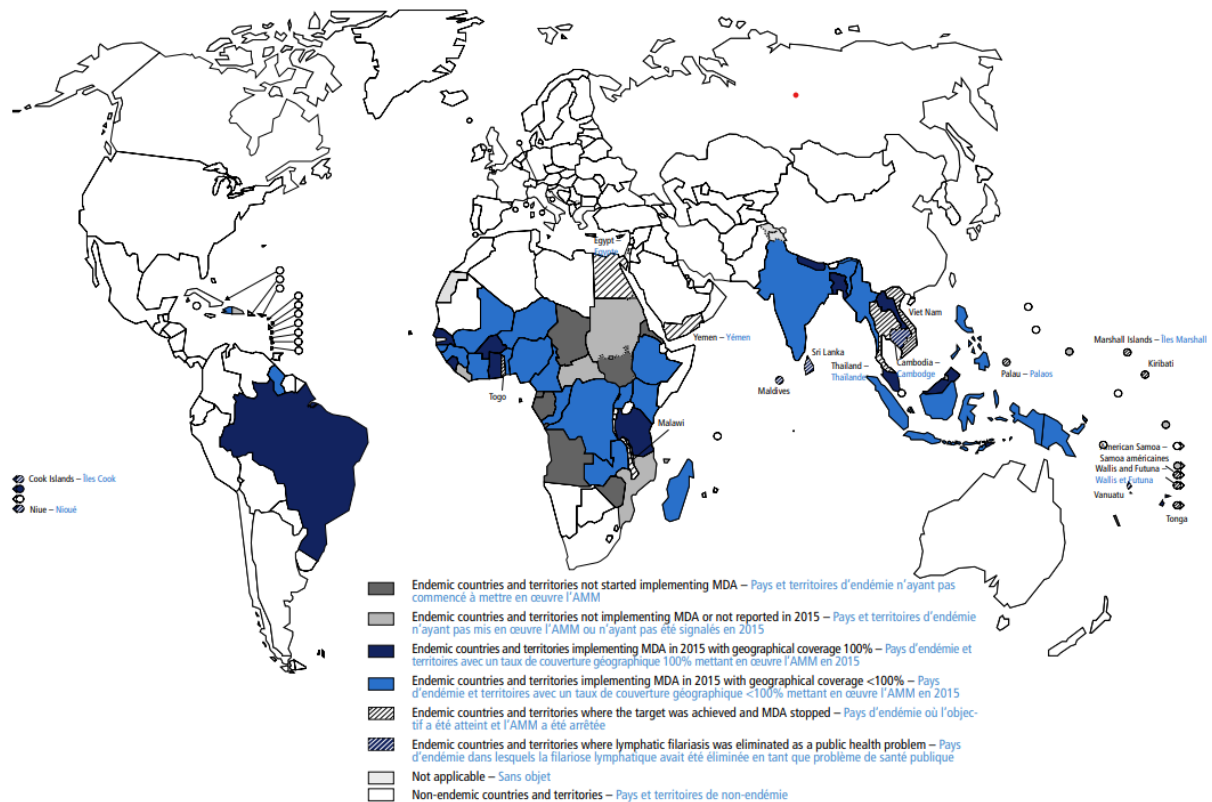 Egypt –
Egypte
Yemen – Yémen
Togo
Malawi
Maldives
Sri Lanka
Thailand –
Thaïlande
Cambodia –
Cambodge
Viet Nam
Palau – Palaos
Marshall Islands – Îles Marshall
Kiribati
American Samoa –
Samoa américaines
Wallis and Futuna –
Wallis et Futuna
Vanuatu
Tonga
Cook Islands – Îles Cook
Niue – Nioué
Endemic countries and territories not started implementing MDA – Pays et territoires d'endémie n'ayant pas
commencé à mettre en œuvre l'AMM
Endemic countries and territories not implementing MDA or not reported in 2015 – Pays et territoires d'endémie
n'ayant pas mis en œuvre l'AMM ou n'ayant pas été signalés en 2015
Endemic countries and territories implementing MDA in 2015 with geographical coverage 100% – Pays d'endémie et
territoires avec un taux de couverture géographique 100% mettant en œuvre l'AMM en 2015
Endemic countries and territories implementing MDA in 2015 with geographical coverage <100% – Pays
d'endémie et territoires avec un taux de couverture géographique <100% mettant en œuvre l'AMM en 2015
Endemic countries and territories where the target was achieved and MDA stopped – Pays d'endémie où l'objec-
tif a été atteint et l'AMM a été arrêtée
Endemic countries and territories where lymphatic filariasis was eliminated as a public health problem – Pays
d'endémie dans lesquels la filariose lymphatique avait été éliminée en tant que problème de santé publique
Not applicable – Sans objet
Non-endemic countries and territories – Pays et territoires de non-endémie